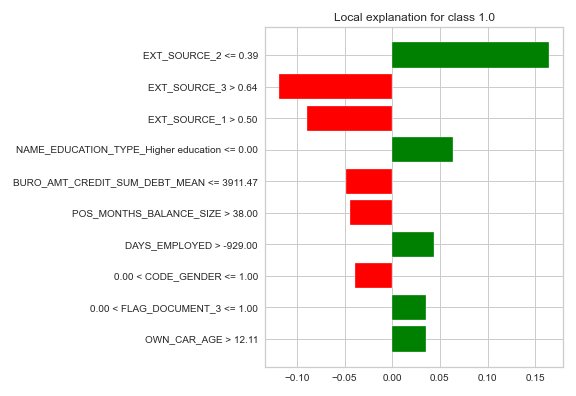 Local explanation for class 1.0
EXT_SOURCE_2 <= 0.39
EXT_SOURCE_3 > 0.64
EXT_SOURCE_1 > 0.50
NAME_EDUCATION_TYPE_Higher education <= 0.00
BURO_AMT_CREDIT_SUM_DEBT_MEAN <= 3911.47
POS_MONTHS_BALANCE_SIZE > 38.00
DAYS_EMPLOYED > -929.00
0.00 < CODE_GENDER <= 1.00
0.00 < FLAG_DOCUMENT_3 <= 1.00
OWN_CAR_AGE > 12.11
−0.10 −0.05 0.00 0.05 0.10 0.15